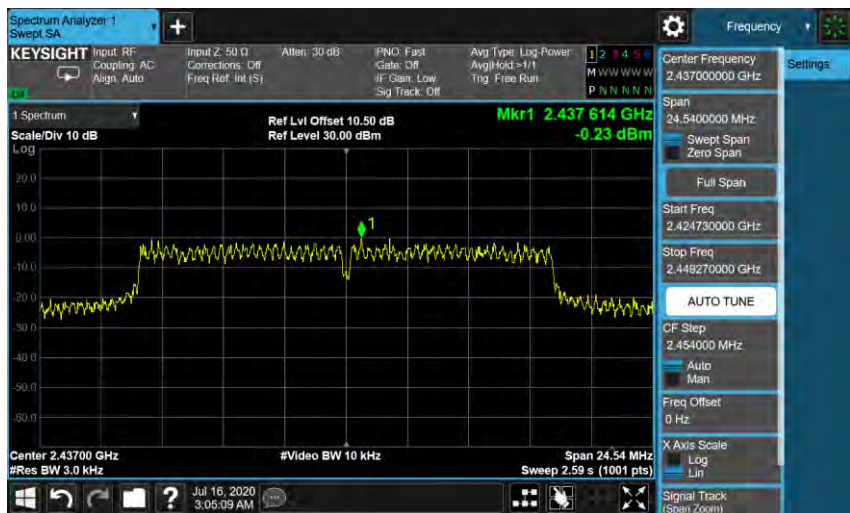 Spectrum Analyzer 1
Swept SA
+
Frequency
KEYSIGHT
Input: RF
Coupling: AC
Align: Auto
Input Z: 50 Ω
Corrections: Off
Freq Ref: Int (S)
Atten: 30 dB
PNO: Fast
Gate: Off
IF Gain: Low
Sig Track: Off
Avg Type: Log-Power
Avg|Hold:>1/1
Trig: Free Run
1 2 3 4 5 6
M W W W W W
P N N N N N
1 Spectrum
Scale/Div 10 dB
Log
Ref Lvl Offset 10.50 dB
Ref Level 30.00 dBm
Mkr1 2.437 614 GHz
-0.23 dBm
20.0
10.0
0.00
-10.0
-20.0
-30.0
-40.0
-50.0
-60.0
1
Center 2.43700 GHz
#Res BW 3.0 kHz
#Video BW 10 kHz
Span 24.54 MHz
Sweep 2.59 s (1001 pts)
Center Frequency
2.437000000 GHz
Settings
Span
24.5400000 MHz
Swept Span
Zero Span
Full Span
Start Freq
2.424730000 GHz
Stop Freq
2.449270000 GHz
AUTO TUNE
CF Step
2.454000 MHz
Auto
Man
Freq Offset
0 Hz
X Axis Scale
Log
Lin
Signal Track
(Span Zoom)
?
Jul 16, 2020
3:05:09 AM